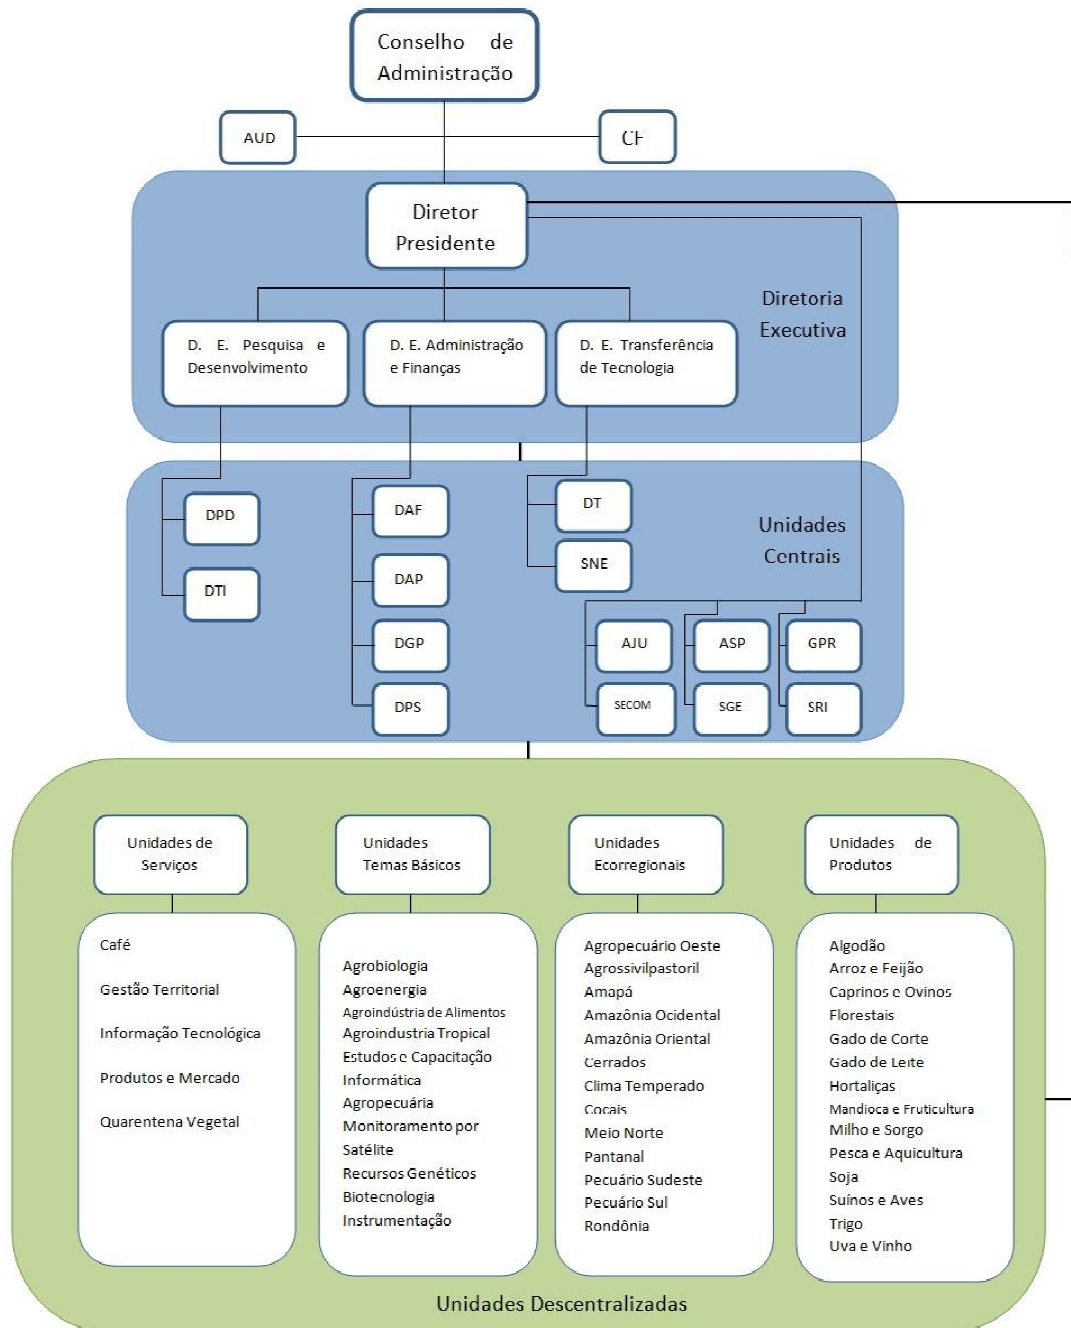 Conselho de
Administração
AUD
CF
Diretor
Presidente
Diretoria
Executiva
D. E. Pesquisa e
Desenvolvimento
D. E. Administração
e Finanças
D. E. Transferência
de Tecnologia
DPD
DTI
DAF
DAP
DGP
DPS
DT
SNE
Unidades
Centrais
AJU
ASP
GPR
SECOM
SGE
SRI
Unidades de
Serviços
Café
Gestão Territorial
Informação Tecnológica
Produtos e Mercado
Quarentena Vegetal
Unidades
Temas Básicos
Agrobiologia
Agroenergia
Agroindústria de Alimentos
Agroindustria Tropical
Estudos e Capacitação
Informática
Agropecuária
Monitoramento por
Satélite
Recursos Genéticos
Biotecnologia
Instrumentação
Unidades
Ecorregionais
Agropecuário Oeste
Agrossivilpastoril
Amapá
Amazônia Ocidental
Amazônia Oriental
Cerrados
Clima Temperado
Cocais
Meio Norte
Pantanal
Pecuário Sudeste
Pecuário Sul
Rondônia
Unidades de
Produtos
Algodão
Arroz e Feijão
Caprinos e Ovinos
Florestais
Gado de Corte
Gado de Leite
Hortaliças
Mandioca e Fruticultura
Milho e Sorgo
Pesca e Aquicultura
Soja
Suínos e Aves
Trigo
Uva e Vinho
Unidades Descentralizadas